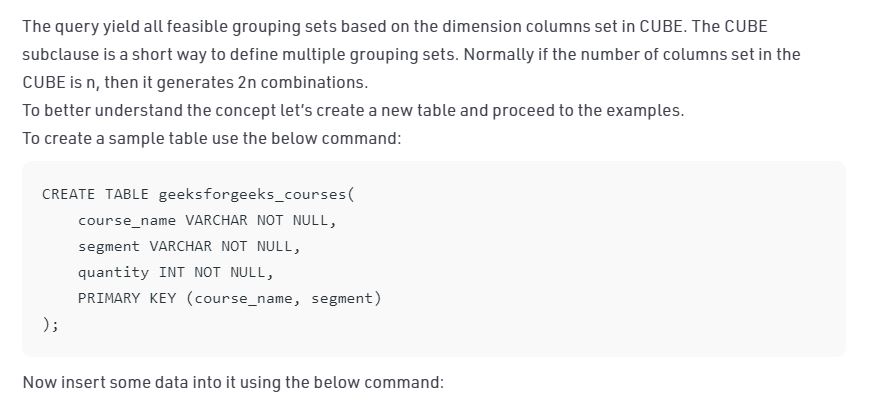 The query yield all feasible grouping sets based on the dimension columns set in CUBE. The CUBE
subclause is a short way to define multiple grouping sets. Normally if the number of columns set in the
CUBE is n, then it generates 2n combinations.
To better understand the concept let’s create a new table and proceed to the examples.
To create a sample table use the below command:
CREATE TABLE geeksforgeeks_courses(
    course_name VARCHAR NOT NULL,
    segment VARCHAR NOT NULL,
    quantity INT NOT NULL,
    PRIMARY KEY (course_name, segment)
);
Now insert some data into it using the below command: